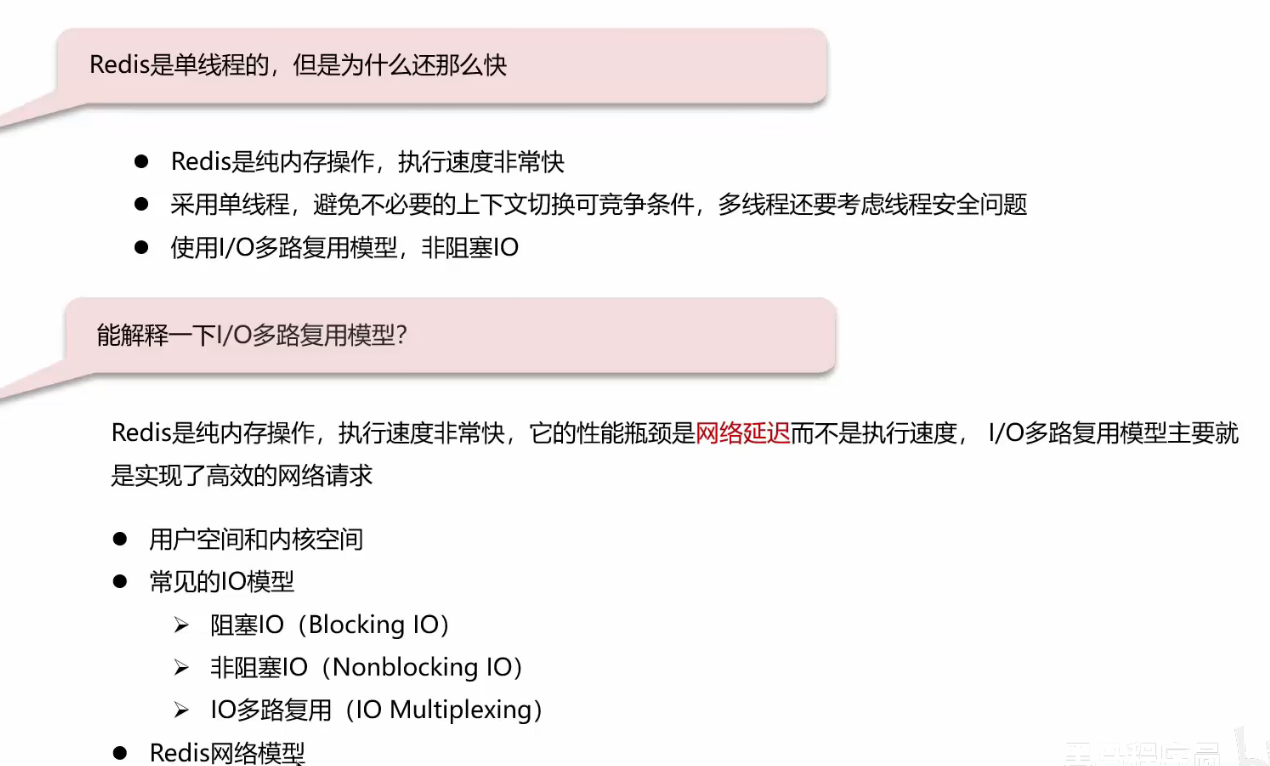 Redis是单线程的，但是为什么还那么快
Redis是纯内存操作，执行速度非常快
采用单线程，避免不必要的上下文切换可竞争条件，多线程还要考虑线程安全问题
使用I/O多路复用模型，非阻塞IO
能解释一下I/O多路复用模型？
Redis是纯内存操作，执行速度非常快，它的性能瓶颈是网络延迟而不是执行速度， I/O多路复用模型主要就
是实现了高效的网络请求
用户空间和内核空间
常见的IO模型
阻塞IO（Blocking IO）
非阻塞IO（Nonblocking IO）
IO多路复用（IO Multiplexing）
Redis网络模型